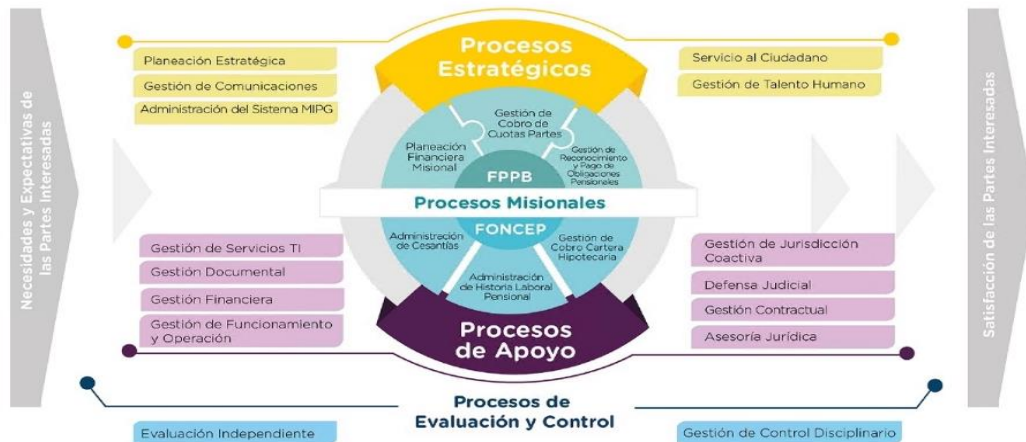 Necesidades y Expectativas de
las Partes Interesadas
Procesos
Estratégicos
Planeación Estratégica
Gestión de Comunicaciones
Administración del Sistema MIPG
Servicio al Ciudadano
Gestión de Talento Humano
Gestión de
Cobro de
Cuotas Partes
Planeación
Financiera
Misional
Gestión de
Reconocimiento
y Pago de
Obligaciones
Pensionales
FPPB
Procesos Misionales
FONCEP
Administración
de Cesantías
Gestión de
Cobro Cartera
Hipotecaria
Administración
de Historia Laboral
Pensional
Gestión de Servicios TI
Gestión Documental
Gestión Financiera
Gestión de Funcionamiento
y Operación
Gestión de Jurisdicción
Coactiva
Defensa Judicial
Gestión Contractual
Asesoría Jurídica
Procesos
de Apoyo
Procesos de
Evaluación y Control
Evaluación Independiente
Gestión de Control Disciplinario
Satisfacción de las Partes Interesadas